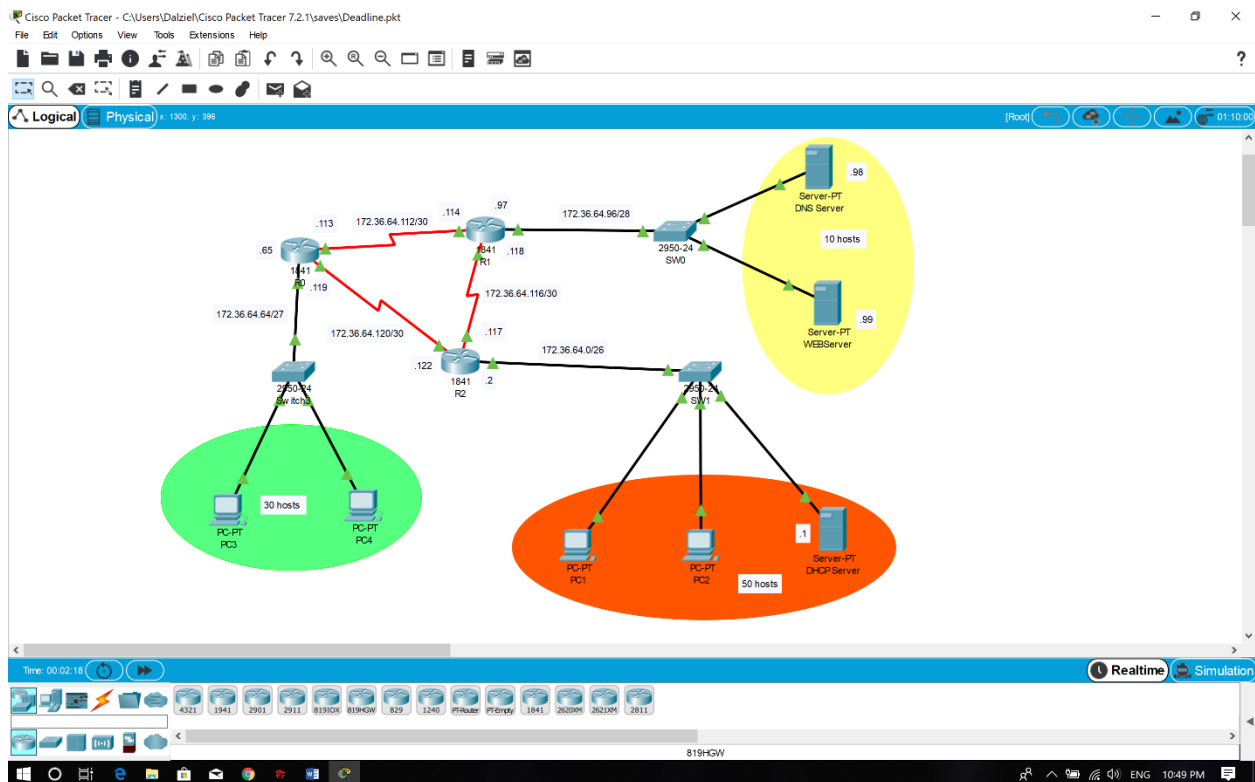 Cisco Packet Tracer - C:\Users\Dalziel\Cisco Packet Tracer 7.2.1\saves\Deadline.pkt
File Edit Options View Tools Extensions Help
?
Logical Physical x: 1300, y: 396 [Root] 01:10:00
.98
Server-PT
DNS Server
.97
172.36.64.96/28
.114
172.36.64.112/30
.113
10 hosts
.65
1841
R1
.118
2950-24
SW0
1841
R0
.119
172.36.64.116/30
172.36.64.64/27
.99
172.36.64.120/30
.117
Server-PT
WEBServer
172.36.64.0/26
.122
1841
R2
.2
2950-24
Switch3
2950-24
SW1
30 hosts
PC-PT
PC3
PC-PT
PC4
.1
PC-PT
PC1
PC-PT
PC2
Server-PT
DHCP Server
50 hosts
Time: 00:02:18 Realtime Simulation
4321 1941 2901 2911 819IOX 819HGW 829 1240 PT-Router PT-Empty 1841 2620XM 2621XM 2811
819HGW
ENG 10:49 PM